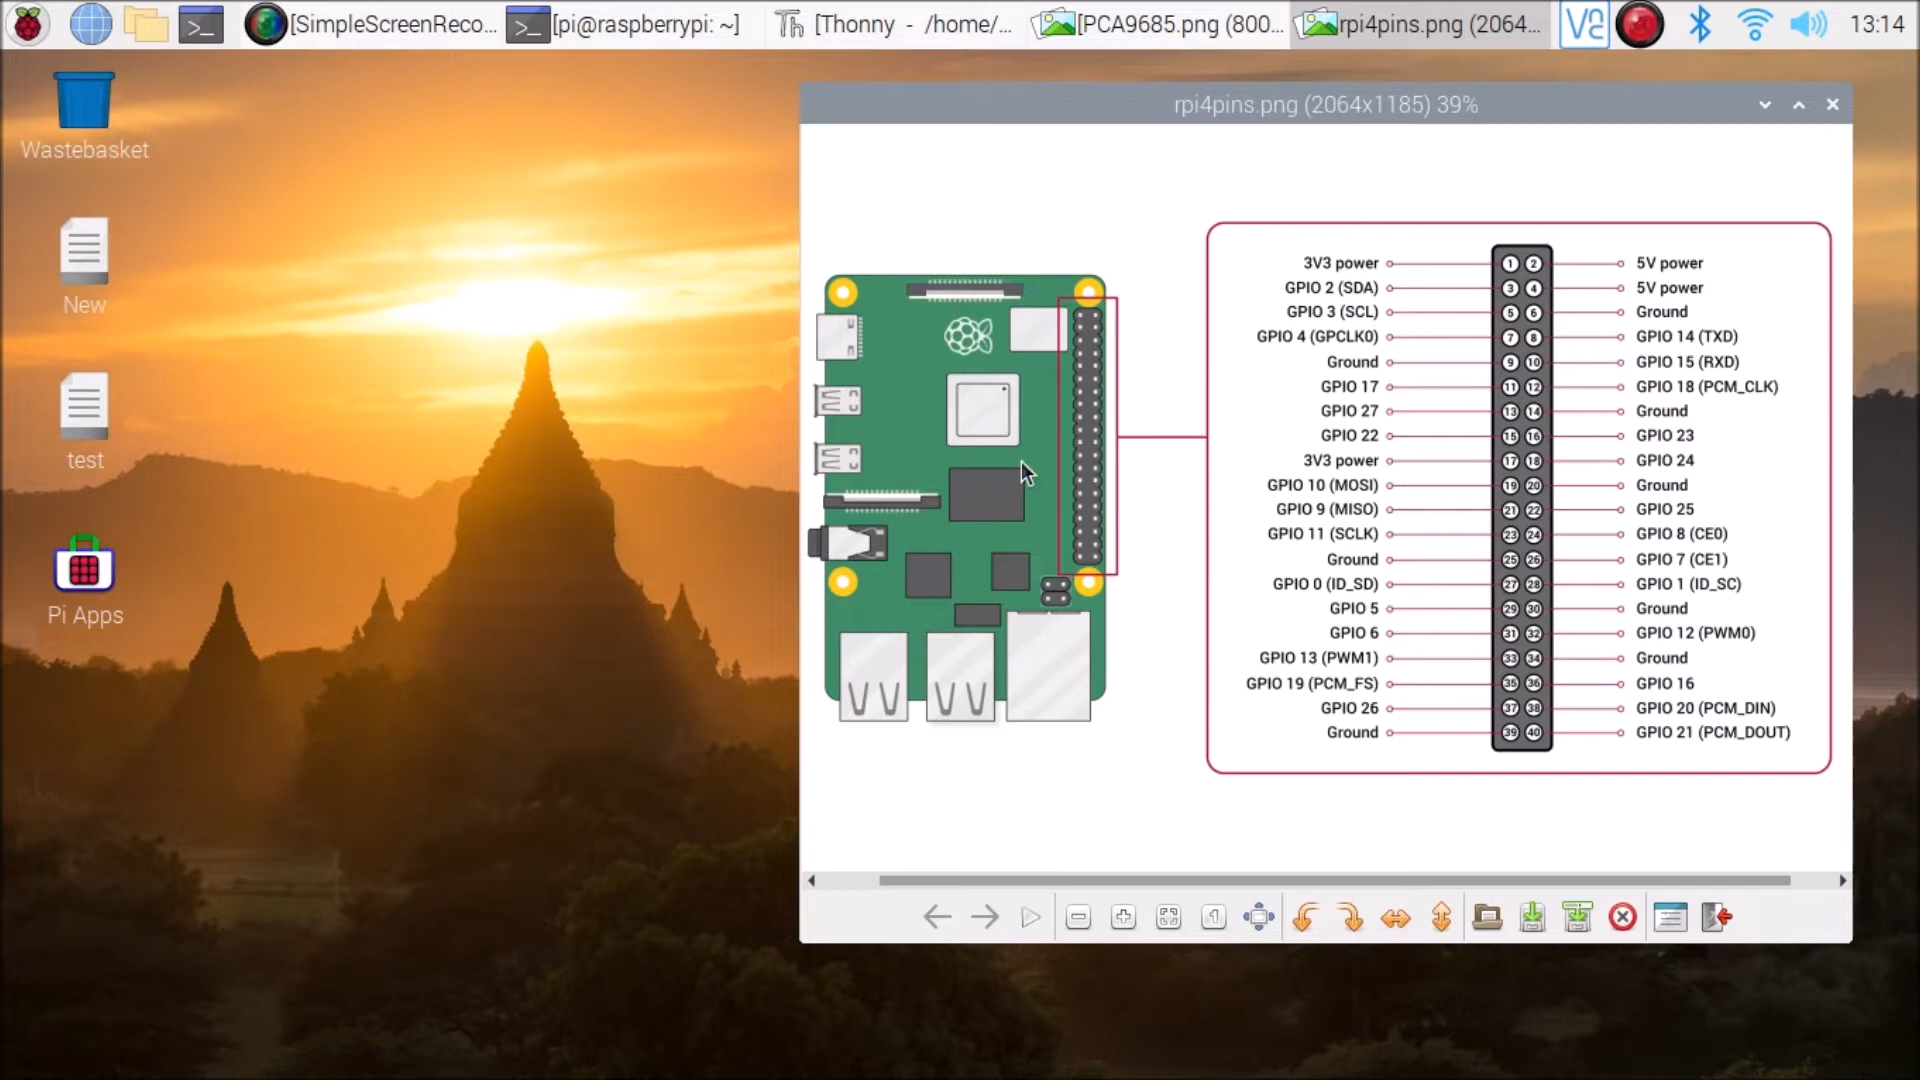 [SimpleScreenReco...
[pi@raspberrypi: ~]
[Thonny - /home/...
[PCA9685.png (800...
rpi4pins.png (2064...
13:14
Wastebasket
New
test
Pi Apps
rpi4pins.png (2064x1185) 39%
3V3 power 1 2 5V power
GPIO 2 (SDA) 3 4 5V power
GPIO 3 (SCL) 5 6 Ground
GPIO 4 (GPCLK0) 7 8 GPIO 14 (TXD)
Ground 9 10 GPIO 15 (RXD)
GPIO 17 11 12 GPIO 18 (PCM_CLK)
GPIO 27 13 14 Ground
GPIO 22 15 16 GPIO 23
3V3 power 17 18 GPIO 24
GPIO 10 (MOSI) 19 20 Ground
GPIO 9 (MISO) 21 22 GPIO 25
GPIO 11 (SCLK) 23 24 GPIO 8 (CE0)
Ground 25 26 GPIO 7 (CE1)
GPIO 0 (ID_SD) 27 28 GPIO 1 (ID_SC)
GPIO 5 29 30 Ground
GPIO 6 31 32 GPIO 12 (PWM0)
GPIO 13 (PWM1) 33 34 Ground
GPIO 19 (PCM_FS) 35 36 GPIO 16
GPIO 26 37 38 GPIO 20 (PCM_DIN)
Ground 39 40 GPIO 21 (PCM_DOUT)